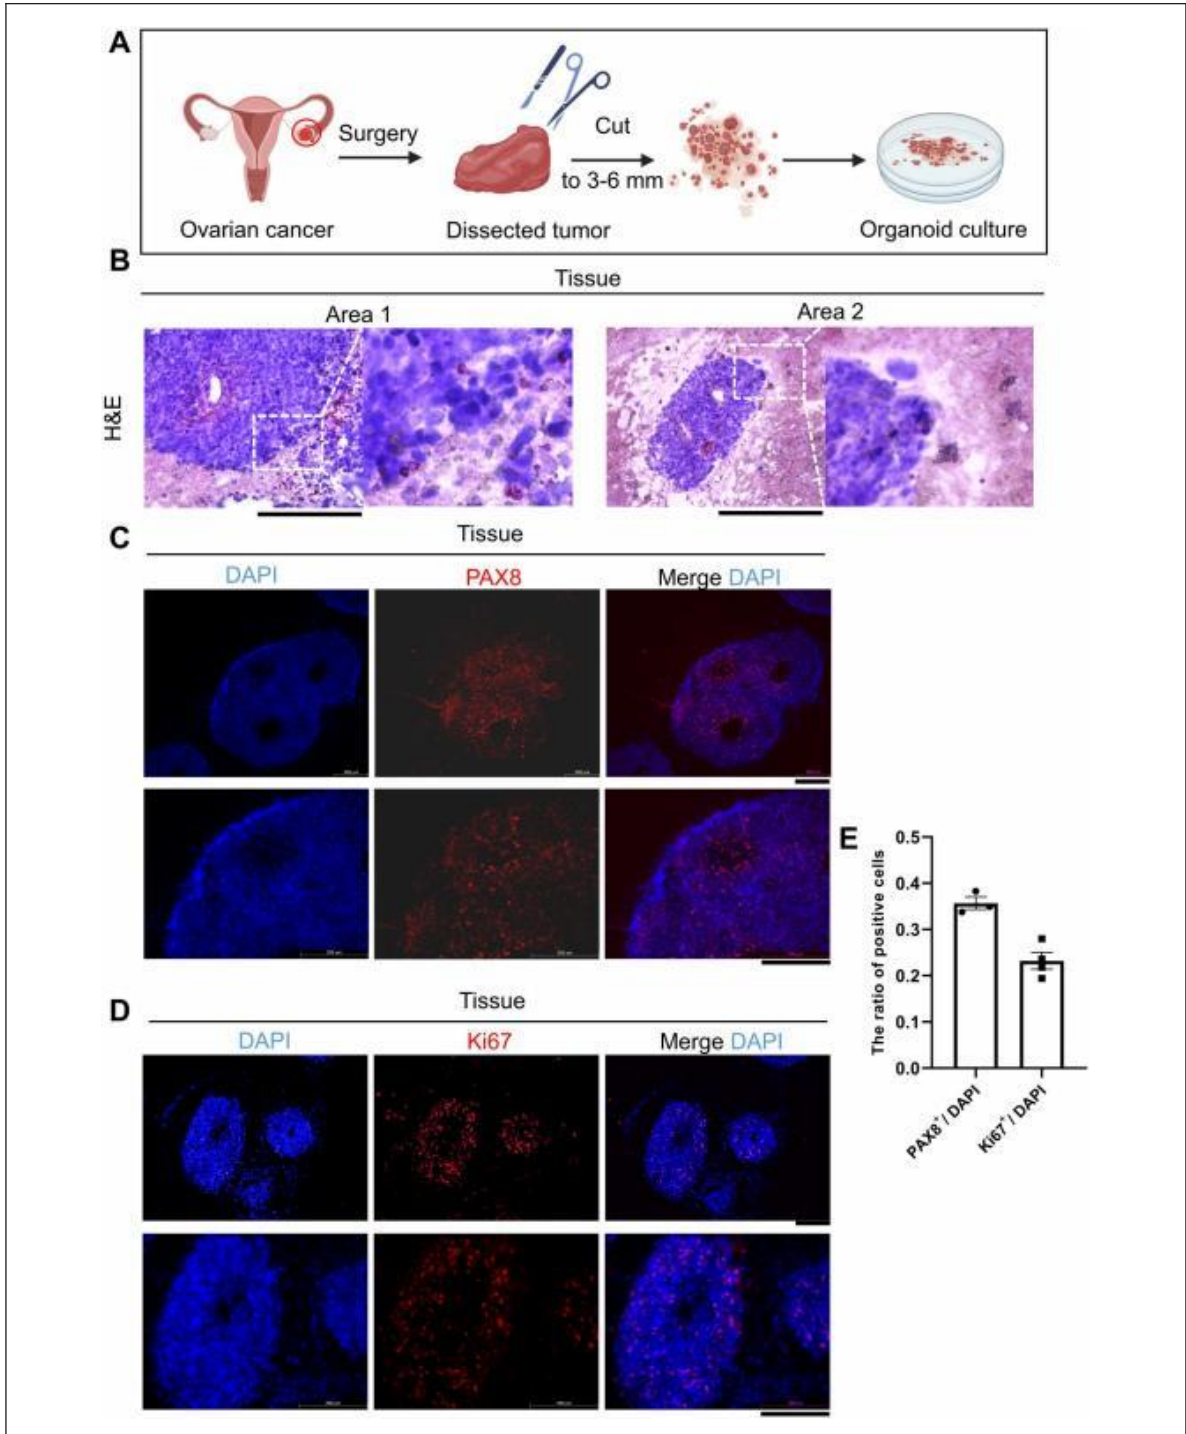 A
Surgery
Cut
to 3-6 mm
Ovarian cancer
Dissected tumor
Organoid culture
B
Tissue
Area 1
Area 2
H&E
C
Tissue
DAPI
PAX8
Merge DAPI
E
The ratio of positive cells
0.5
0.4
0.3
0.2
0.1
0.0
PAX8+/ DAPI
Ki67+/ DAPI
D
Tissue
DAPI
Ki67
Merge DAPI